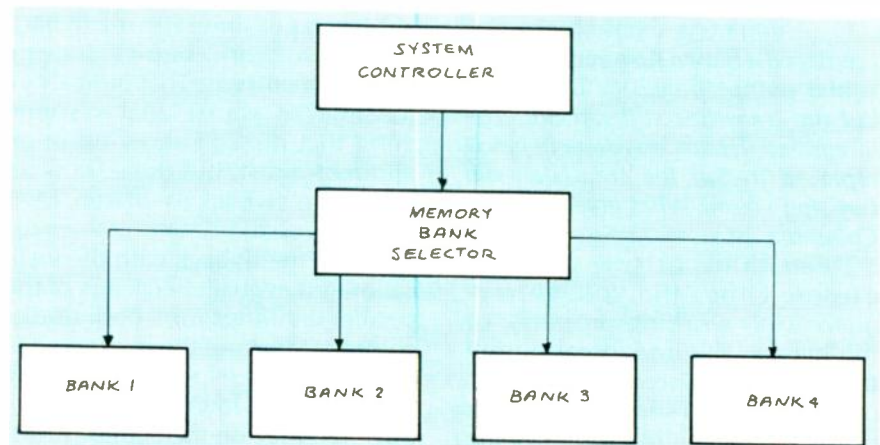 SYSTEM
CONTROLLER
MEMORY
BANK
SELECTOR
BANK 1
BANK 2
BANK 3
BANK 4